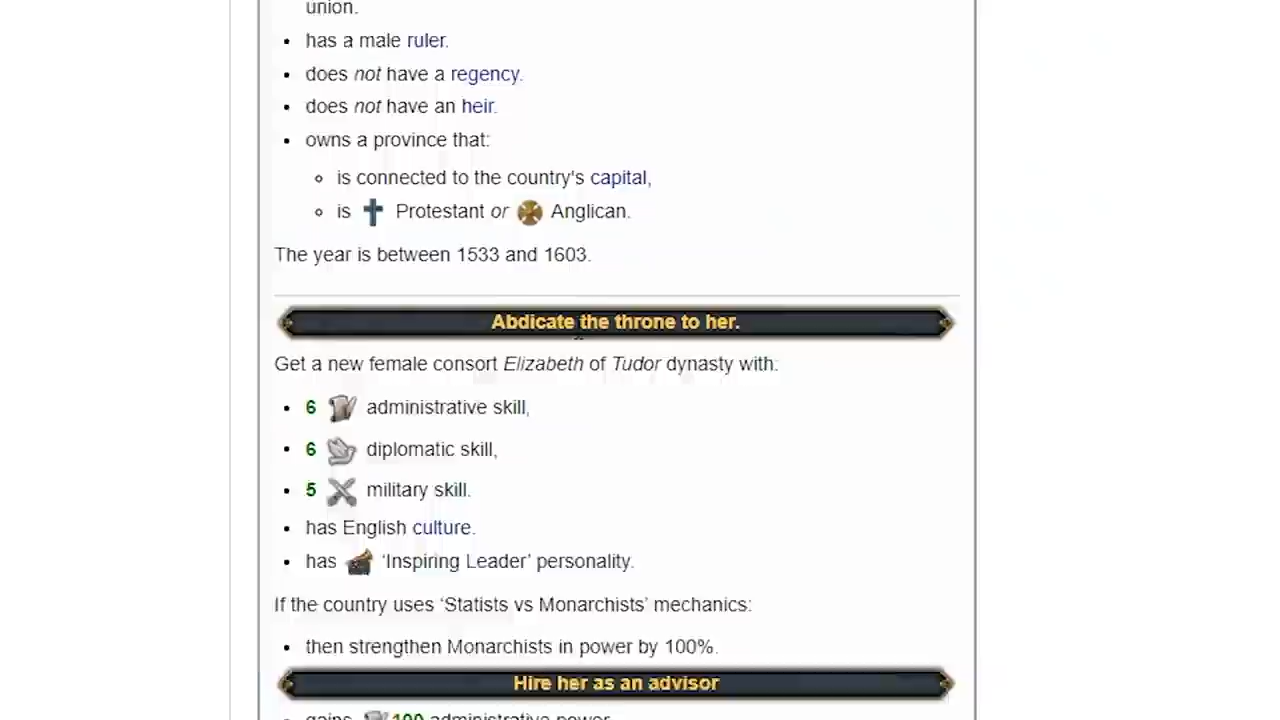 union.
has a male ruler.
does not have a regency.
does not have an heir.
owns a province that:
is connected to the country's capital,
is Protestant or Anglican.
The year is between 1533 and 1603.
Abdicate the throne to her.
Get a new female consort Elizabeth of Tudor dynasty with:
6 administrative skill,
6 diplomatic skill,
5 military skill.
has English culture.
has ‘Inspiring Leader’ personality.
If the country uses ‘Statists vs Monarchists’ mechanics:
then strengthen Monarchists in power by 100%.
Hire her as an advisor
gains 100 administrative power